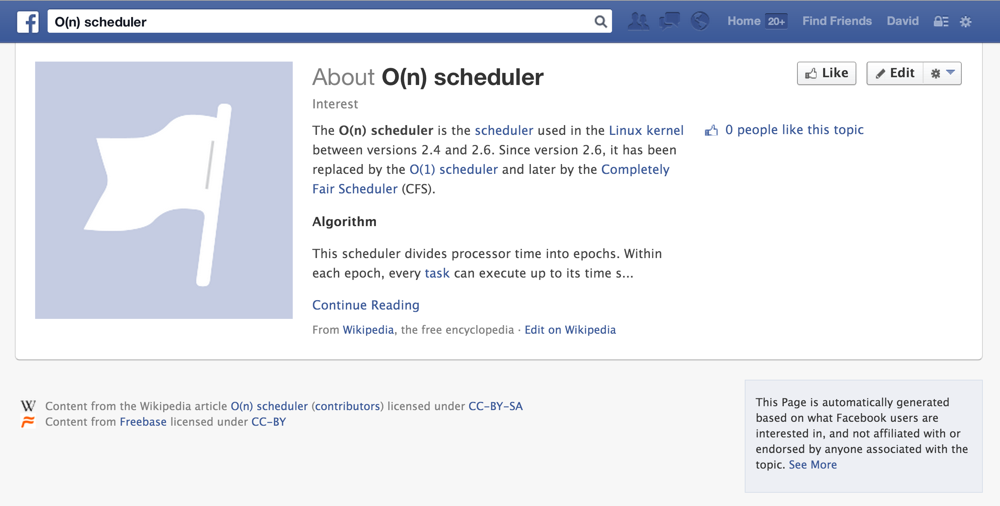 f
O(n) scheduler
Home 20+ Find Friends David
About O(n) scheduler
Like
Edit
Interest
The O(n) scheduler is the scheduler used in the Linux kernel
between versions 2.4 and 2.6. Since version 2.6, it has been
replaced by the O(1) scheduler and later by the Completely
Fair Scheduler (CFS).
0 people like this topic
Algorithm
This scheduler divides processor time into epochs. Within
each epoch, every task can execute up to its time s...
Continue Reading
From Wikipedia, the free encyclopedia · Edit on Wikipedia
W Content from the Wikipedia article O(n) scheduler (contributors) licensed under CC-BY-SA
Content from Freebase licensed under CC-BY
This Page is automatically generated
based on what Facebook users are
interested in, and not affiliated with or
endorsed by anyone associated with the
topic. See More